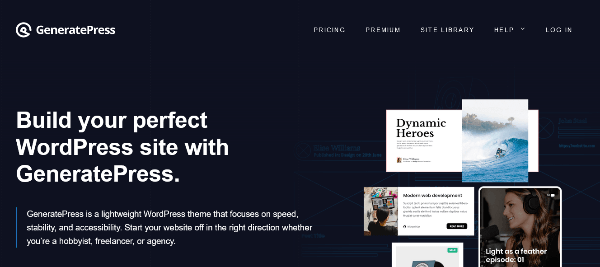 GeneratePress
PRICING
PREMIUM
SITE LIBRARY
HELP
LOG IN
Build your perfect
WordPress site with
GeneratePress.
GeneratePress is a lightweight WordPress theme that focuses on speed,
stability, and accessibility. Start your website off in the right direction whether
you're a hobbyist, freelancer, or agency.
Dynamic
Heroes
Modern web development
Light as a feather
episode: 01